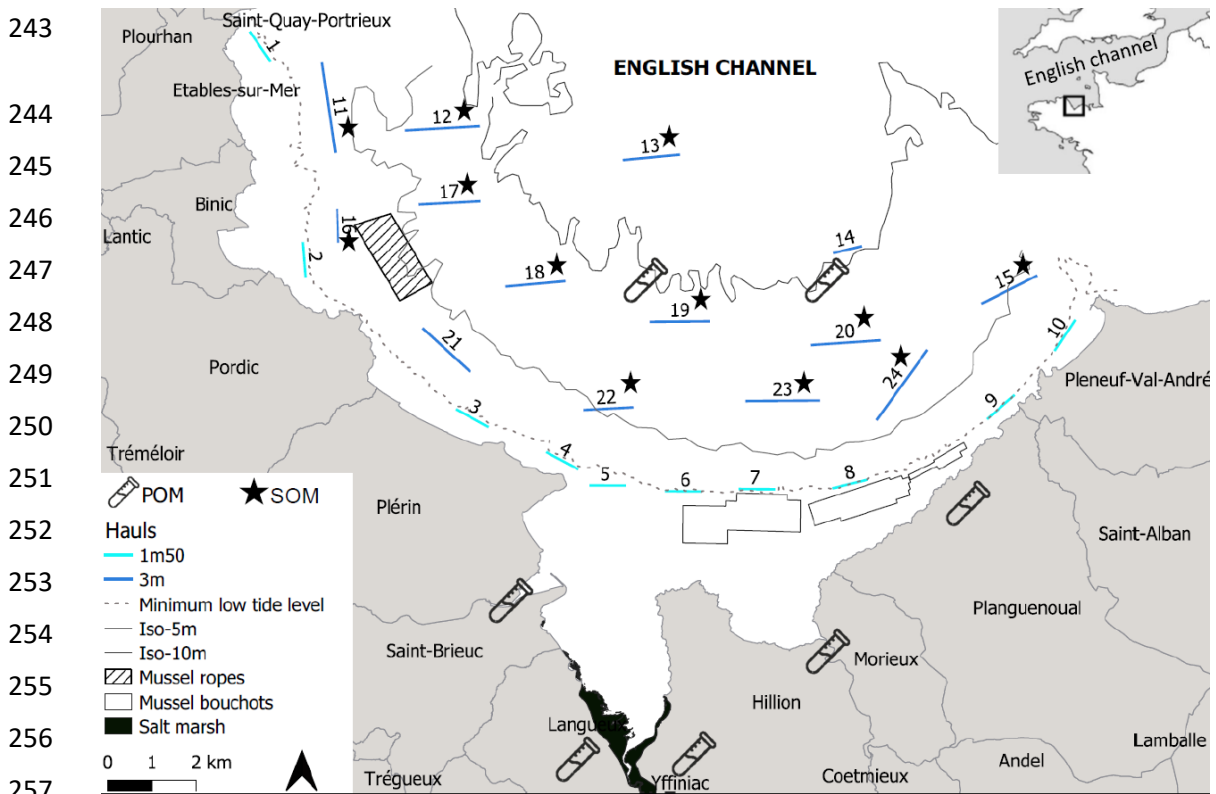 243
Saint-Quay-Portrieux
Plourhan
1
English channel
ENGLISH CHANNEL
Etables-sur-Mer
11
12
244
13
245
17
Binic
246
16
Lantic
14
2
247
18
15
19
248
20
10
21
Pordic
249
24
Pleneuf-Val-André
22
23
9
3
250
Tréméloir
4
251
5
6
7
8
POM
SOM
Plérin
252
Hauls
Saint-Alban
1m50
253
3m
Minimum low tide level
Planguenoual
254
Iso-5m
Saint-Brieuc
Iso-10m
Morieux
255
Mussel ropes
Mussel bouchots
Hillion
256
Salt marsh
Langueux
Lamballe
0 1 2 km
Andel
Trégueux
Yffiniac
Coetmieux
257